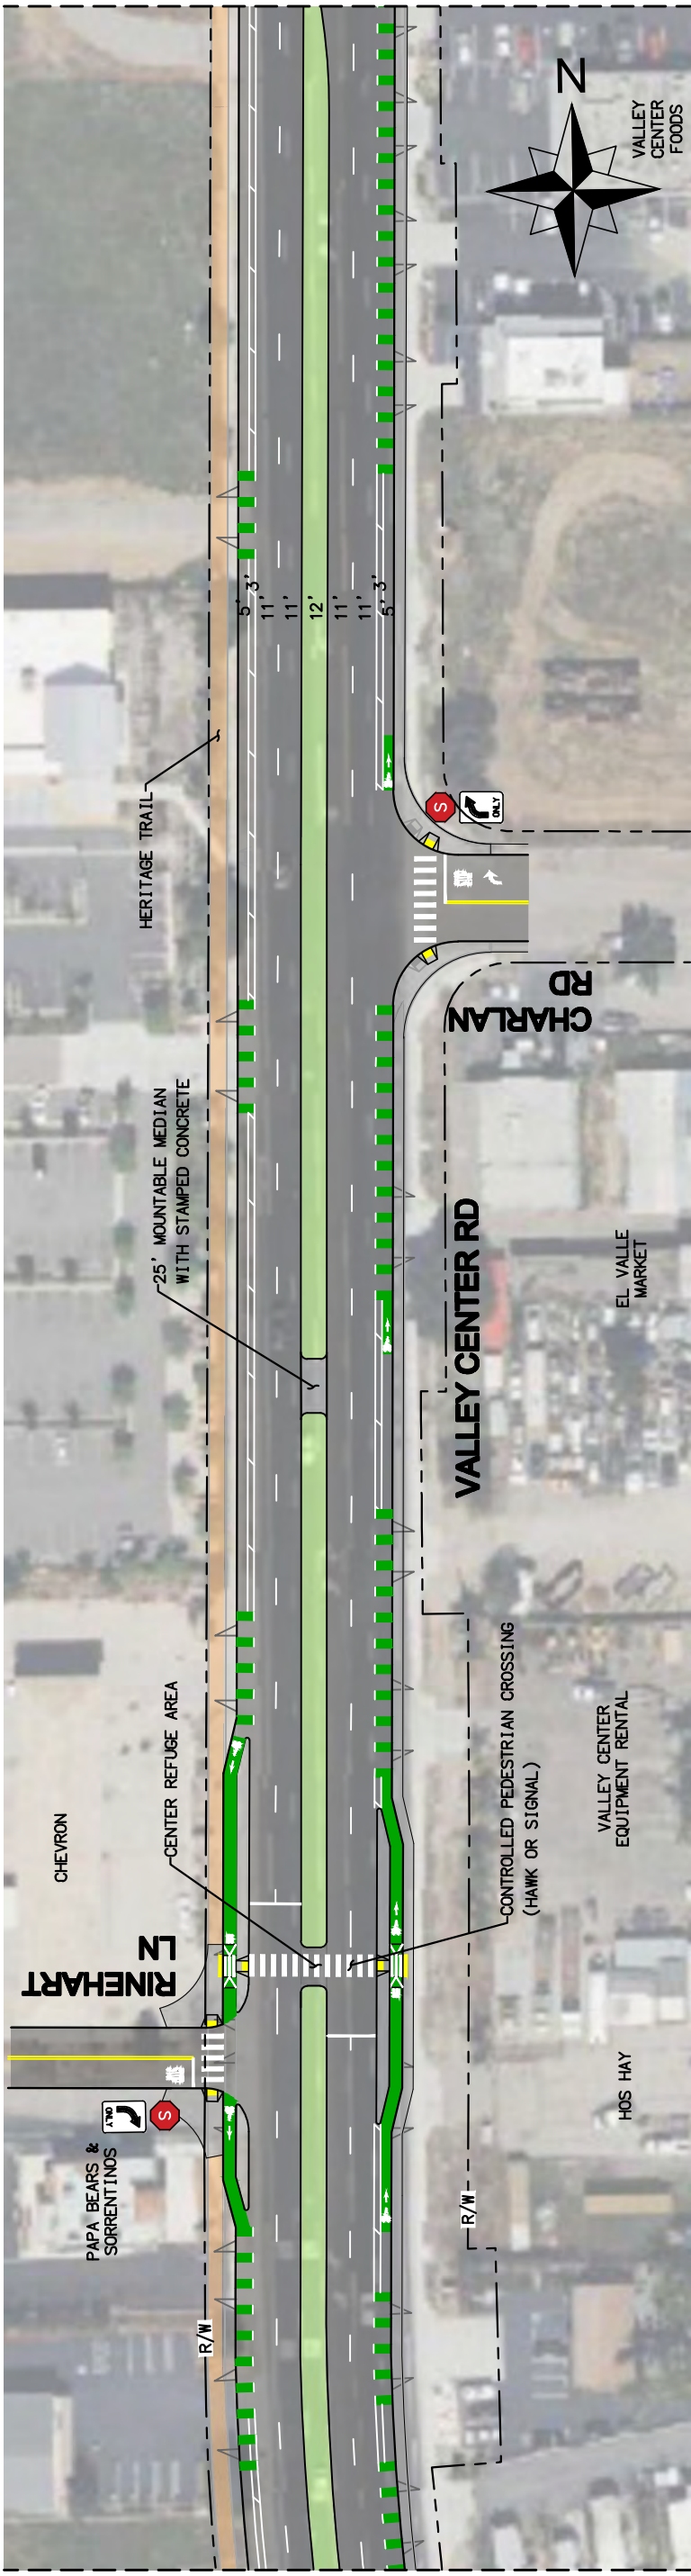 N
VALLEY
CENTER
FOODS
5' 3'
11'
11'
12'
11'
11'
5' 3'
HERITAGE TRAIL
S
ONLY
CHARLAN
RD
25' MOUNTABLE MEDIAN
WITH STAMPED CONCRETE
VALLEY CENTER RD
EL VALLE
MARKET
CENTER REFUGE AREA
CONTROLLED PEDESTRIAN CROSSING
(HAWK OR SIGNAL)
VALLEY CENTER
EQUIPMENT RENTAL
CHEVRON
RINEHART
LN
ONLY
S
HOS HAY
PAPA BEARS &
SORRENTINOS
R/W
R/W